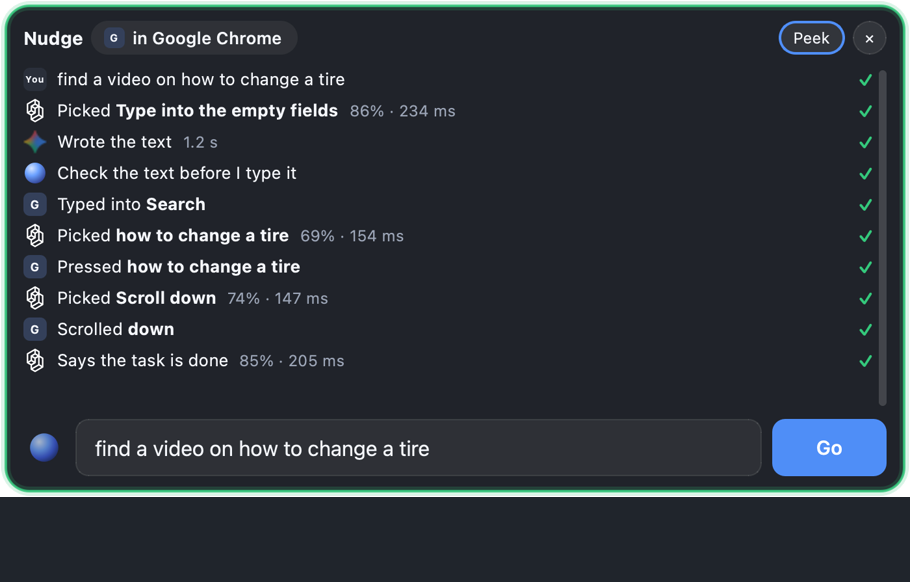 Nudge G in Google Chrome Peek ×
You find a video on how to change a tire
Picked Type into the empty fields 86% · 234 ms
Wrote the text 1.2 s
Check the text before I type it
G Typed into Search
Picked how to change a tire 69% · 154 ms
G Pressed how to change a tire
Picked Scroll down 74% · 147 ms
G Scrolled down
Says the task is done 85% · 205 ms
find a video on how to change a tire Go